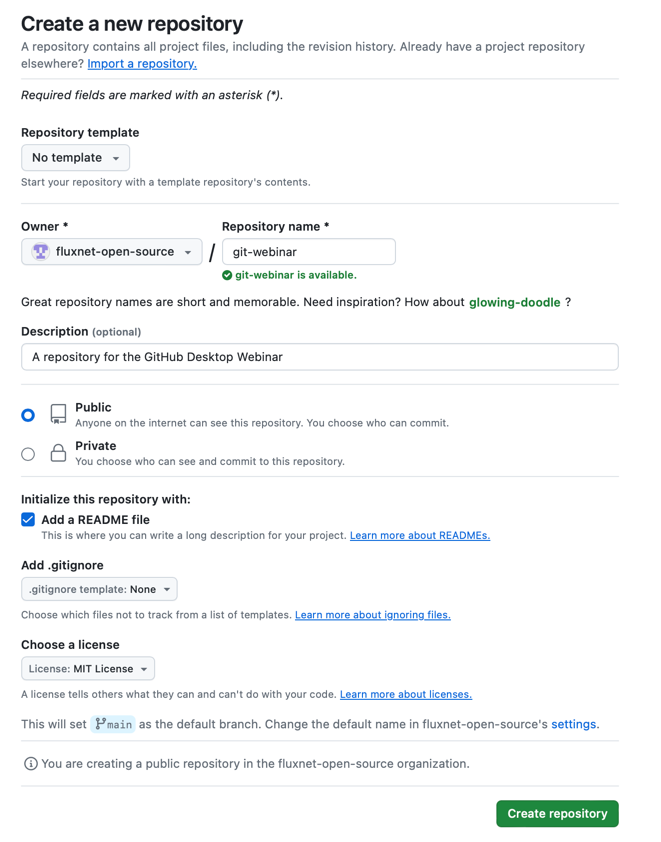 Create a new repository
A repository contains all project files, including the revision history. Already have a project repository
elsewhere? Import a repository.
Required fields are marked with an asterisk (*).
Repository template
No template
Start your repository with a template repository's contents.
Owner *
Repository name *
fluxnet-open-source
/
git-webinar
git-webinar is available.
Great repository names are short and memorable. Need inspiration? How about glowing-doodle ?
Description (optional)
A repository for the GitHub Desktop Webinar
Public
Anyone on the internet can see this repository. You choose who can commit.
Private
You choose who can see and commit to this repository.
Initialize this repository with:
Add a README file
This is where you can write a long description for your project. Learn more about READMEs.
Add .gitignore
.gitignore template: None
Choose which files not to track from a list of templates. Learn more about ignoring files.
Choose a license
License: MIT License
A license tells others what they can and can't do with your code. Learn more about licenses.
This will set main as the default branch. Change the default name in fluxnet-open-source's settings.
You are creating a public repository in the fluxnet-open-source organization.
Create repository